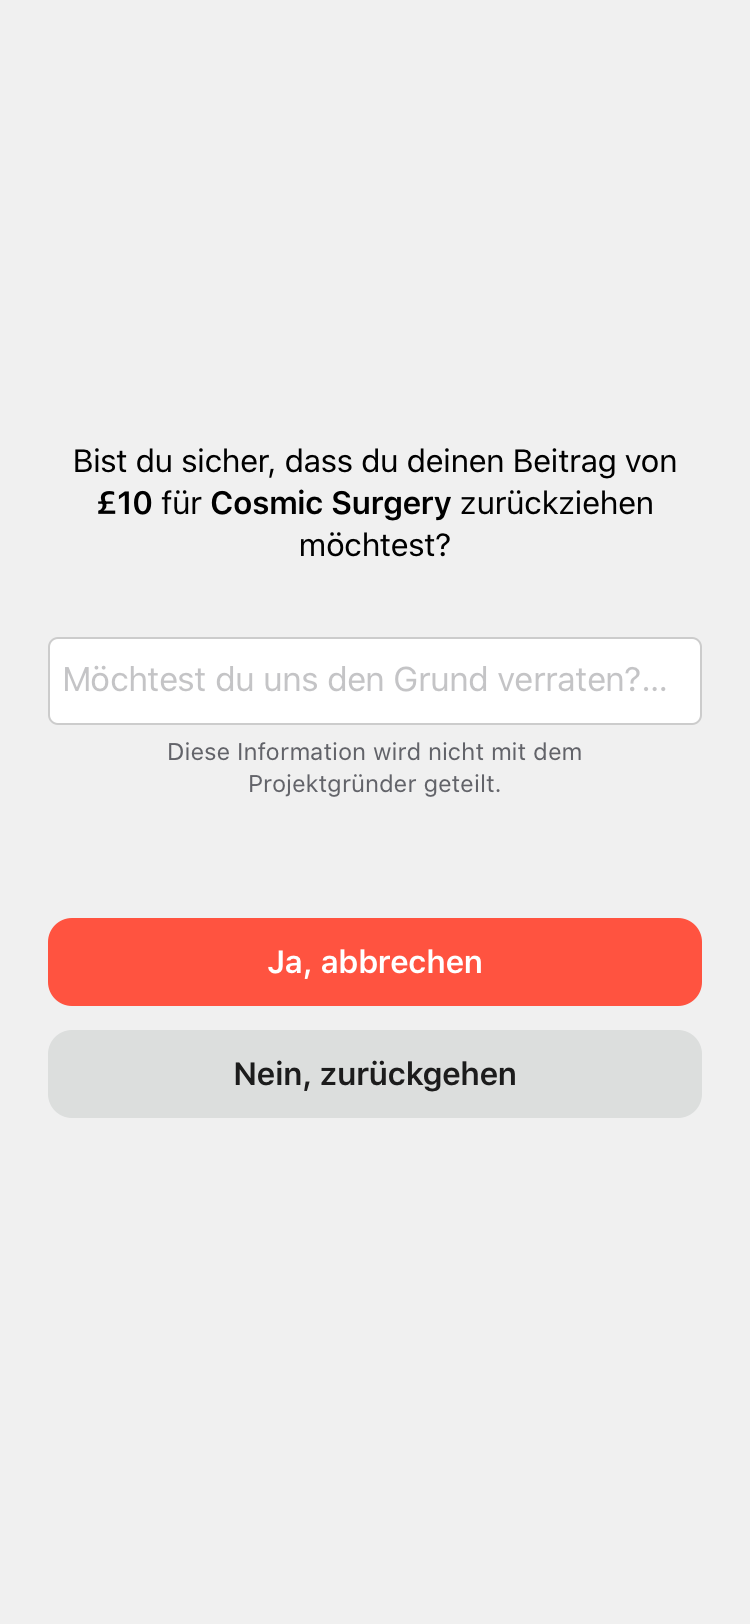 Bist du sicher, dass du deinen Beitrag von
£10 für Cosmic Surgery zurückziehen
möchtest?
Möchtest du uns den Grund verraten?...
Diese Information wird nicht mit dem
Projektgründer geteilt.
Ja, abbrechen
Nein, zurückgehen